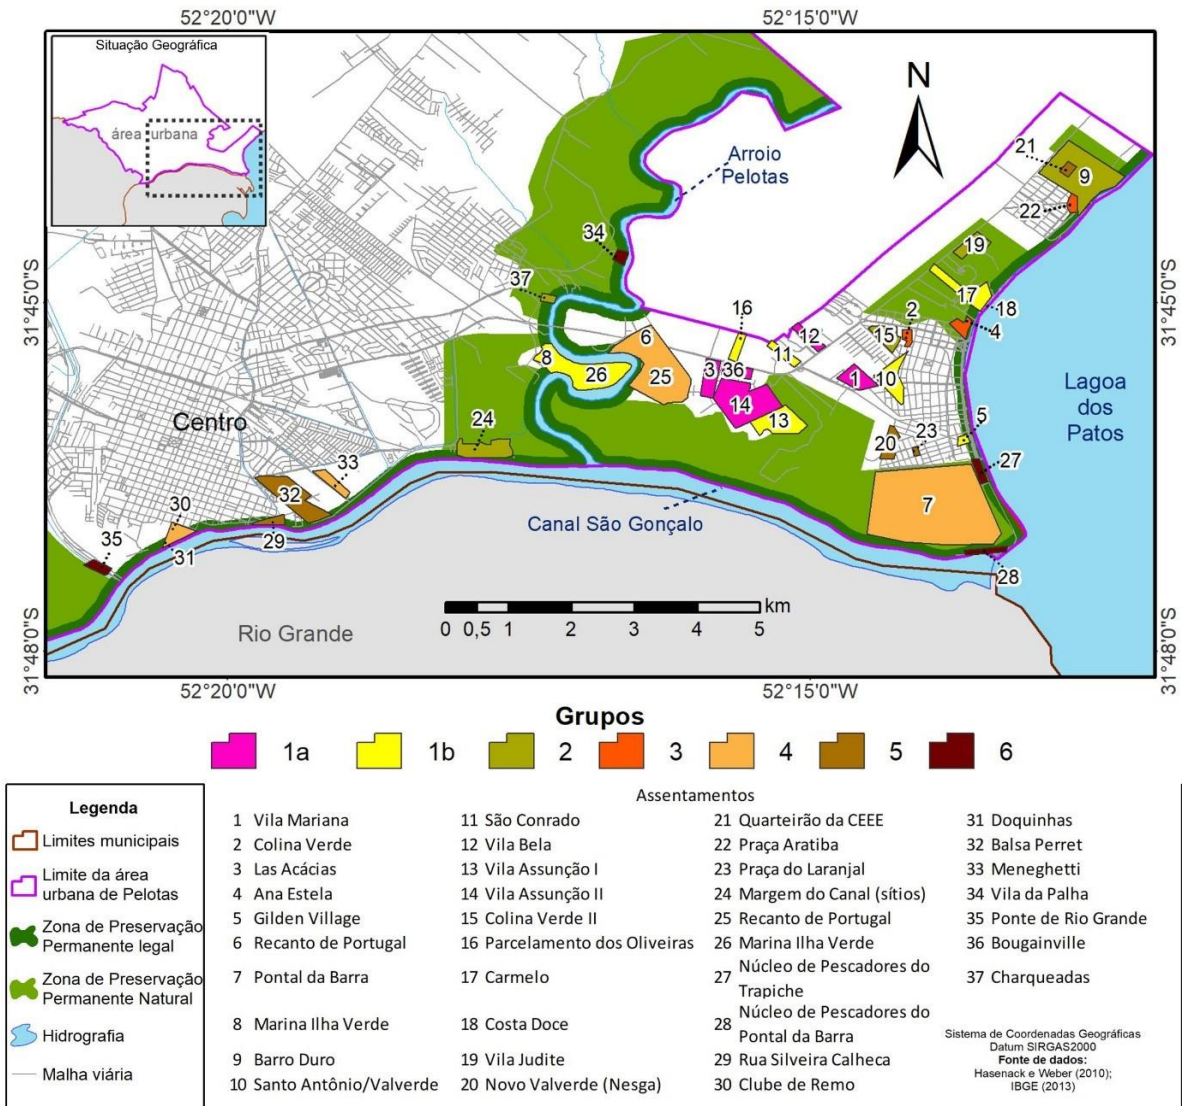 52°20'0"W
52°15'0"W
Situação Geográfica
área urbana
N
Arroio
Pelotas
21
9
22
34
19
37
31°45'0"S
31°45'0"S
16
17
18
2
12
4
6
15
11
8
3
36
1
10
26
25
14
13
Lagoa
dos
Patos
Centro
24
5
20
23
33
27
32
7
30
Canal São Gonçalo
35
29
31
28
km
0 0,5 1 2 3 4 5
Rio Grande
31°48'0"S
31°48'0"S
52°20'0"W
52°15'0"W
Grupos
1a 1b 2 3 4 5 6
Legenda
Limites municipais
Limite da área
urbana de Pelotas
Zona de Preservação
Permanente legal
Zona de Preservação
Permanente Natural
Hidrografia
Malha viária
Assentamentos
1 Vila Mariana
2 Colina Verde
3 Las Acácias
4 Ana Estela
5 Gilden Village
6 Recanto de Portugal
7 Pontal da Barra
8 Marina Ilha Verde
9 Barro Duro
10 Santo Antônio/Valverde
11 São Conrado
12 Vila Bela
13 Vila Assunção I
14 Vila Assunção II
15 Colina Verde II
16 Parcelamento dos Oliveiras
17 Carmelo
18 Costa Doce
19 Vila Judite
20 Novo Valverde (Nesga)
21 Quarteirão da CEEE
22 Praça Aratiba
23 Praça do Laranjal
24 Margem do Canal (sítios)
25 Recanto de Portugal
26 Marina Ilha Verde
27 Núcleo de Pescadores do
Trapiche
28 Núcleo de Pescadores do
Pontal da Barra
29 Rua Silveira Calheca
30 Clube de Remo
31 Doquinhas
32 Balsa Perret
33 Meneghetti
34 Vila da Palha
35 Ponte de Rio Grande
36 Bougainville
37 Charqueadas
Sistema de Coordenadas Geográficas
Datum SIRGAS2000
Fonte de dados:
Hasenack e Weber (2010);
IBGE (2013)